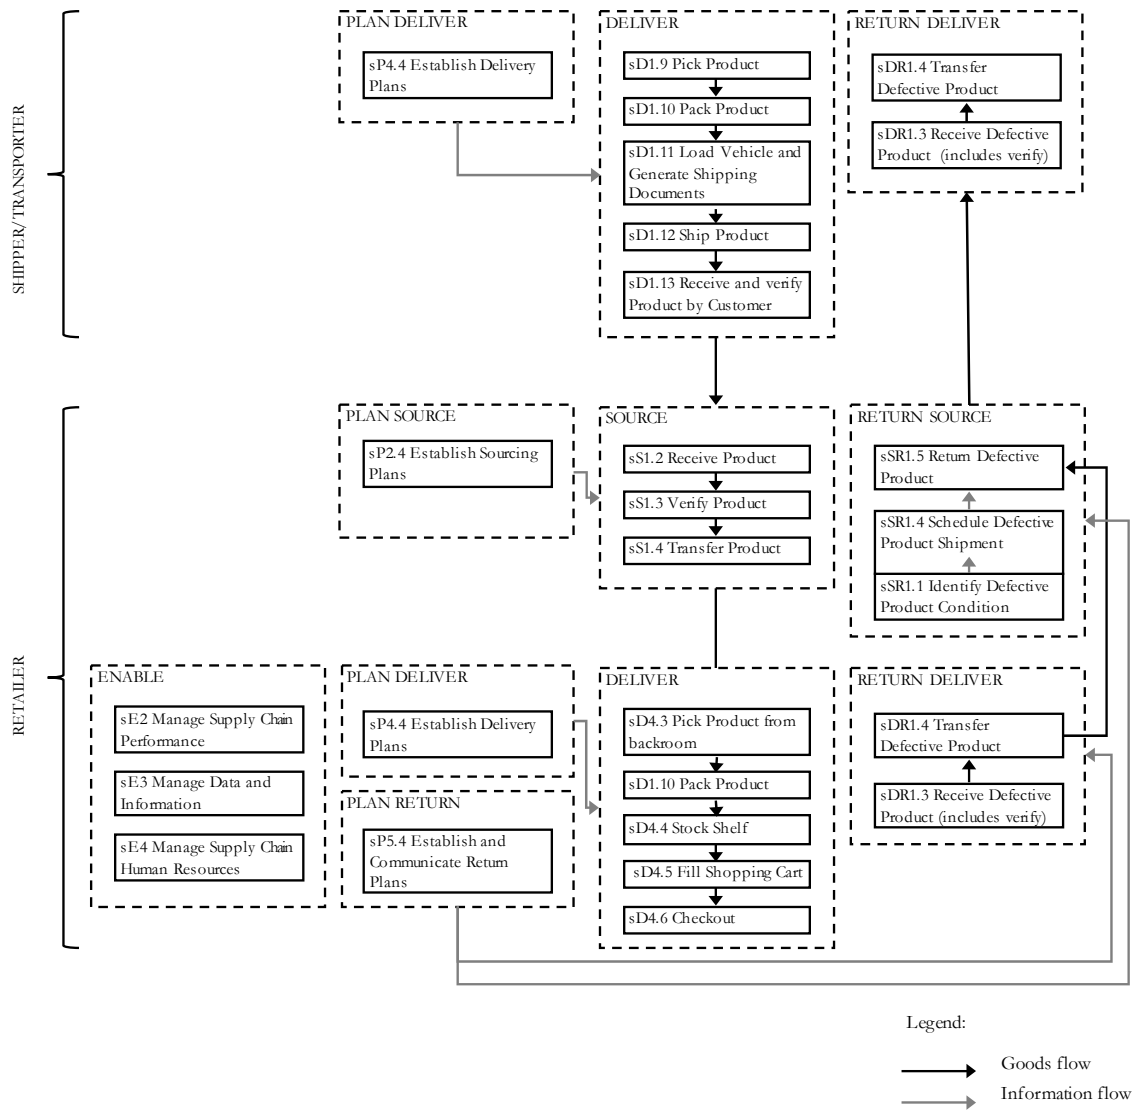 PLAN DELIVER
sP4.4 Establish Delivery
Plans
DELIVER
sD1.9 Pick Product
sD1.10 Pack Product
sD1.11 Load Vehicle and
Generate Shipping
Documents
sD1.12 Ship Product
sD1.13 Receive and verify
Product by Customer
RETURN DELIVER
sDR1.4 Transfer
Defective Product
sDR1.3 Receive Defective
Product (includes verify)
SHIPPER/TRANSPORTER
PLAN SOURCE
sP2.4 Establish Sourcing
Plans
SOURCE
sS1.2 Receive Product
sS1.3 Verify Product
sS1.4 Transfer Product
RETURN SOURCE
sSR1.5 Return Defective
Product
sSR1.4 Schedule Defective
Product Shipment
sSR1.1 Identify Defective
Product Condition
RETAILER
ENABLE
sE2 Manage Supply Chain
Performance
sE3 Manage Data and
Information
sE4 Manage Supply Chain
Human Resources
PLAN DELIVER
sP4.4 Establish Delivery
Plans
PLAN RETURN
sP5.4 Establish and
Communicate Return
Plans
DELIVER
sD4.3 Pick Product from
backroom
sD1.10 Pack Product
sD4.4 Stock Shelf
sD4.5 Fill Shopping Cart
sD4.6 Checkout
RETURN DELIVER
sDR1.4 Transfer
Defective Product
sDR1.3 Receive Defective
Product (includes verify)
Legend:
Goods flow
Information flow